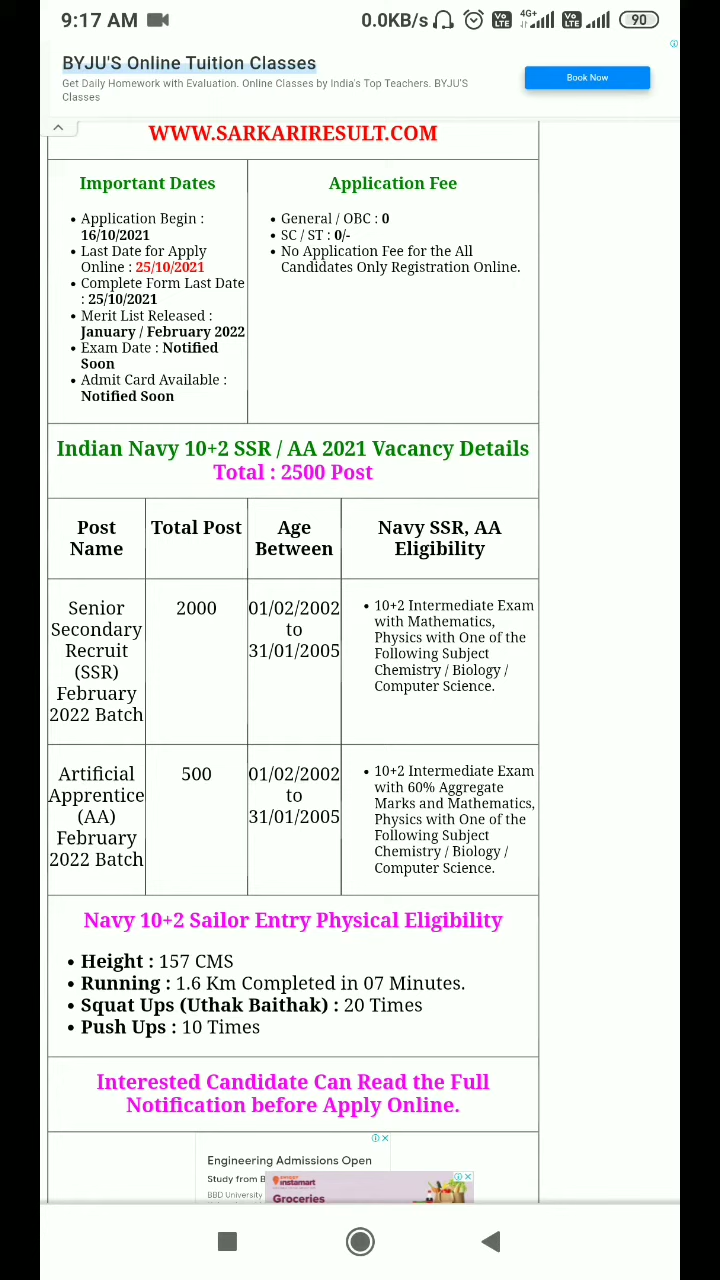 9:17 AM
0.0KB/s
Vo LTE
4G+
Vo LTE
90
BYJU'S Online Tuition Classes
Get Daily Homework with Evaluation. Online Classes by India's Top Teachers. BYJU'S
Classes
Book Now
WWW.SARKARIRESULT.COM
Important Dates
Application Begin :
16/10/2021
Last Date for Apply
Online : 25/10/2021
Complete Form Last Date
: 25/10/2021
Merit List Released :
January / February 2022
Exam Date : Notified
Soon
Admit Card Available :
Notified Soon
Application Fee
General / OBC : 0
SC / ST : 0/-
No Application Fee for the All
Candidates Only Registration Online.
Indian Navy 10+2 SSR / AA 2021 Vacancy Details
Total : 2500 Post
Post
Name
Total Post
Age
Between
Navy SSR, AA
Eligibility
Senior
Secondary
Recruit
(SSR)
February
2022 Batch
2000
01/02/2002
to
31/01/2005
10+2 Intermediate Exam
with Mathematics,
Physics with One of the
Following Subject
Chemistry / Biology /
Computer Science.
Artificial
Apprentice
(AA)
February
2022 Batch
500
01/02/2002
to
31/01/2005
10+2 Intermediate Exam
with 60% Aggregate
Marks and Mathematics,
Physics with One of the
Following Subject
Chemistry / Biology /
Computer Science.
Navy 10+2 Sailor Entry Physical Eligibility
Height : 157 CMS
Running : 1.6 Km Completed in 07 Minutes.
Squat Ups (Uthak Baithak) : 20 Times
Push Ups : 10 Times
Interested Candidate Can Read the Full
Notification before Apply Online.
Engineering Admissions Open
Study from B
BBD University
instamart
Groceries